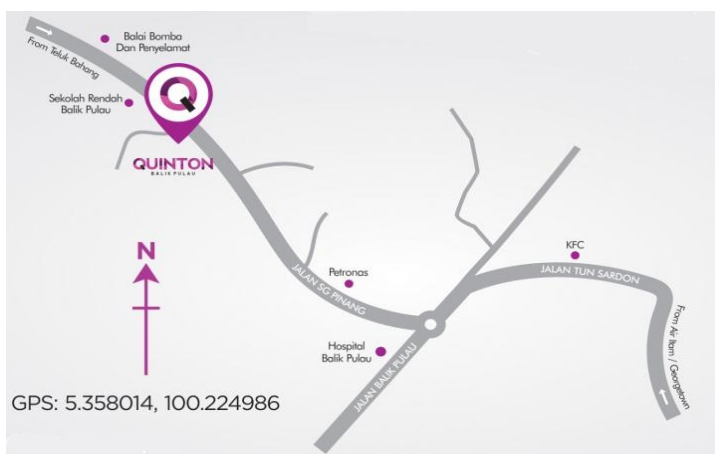 From Teluk Bahang
Balai Bomba
Dan Penyelamat
Sekolah Rendah
Balik Pulau
QUINTON
BALIK PULAU
N
Petronas
JALAN SG PINANG
KFC
JALAN TUN SARDON
Hospital
Balik Pulau
JALAN BALIK PULAU
From Air Itam / Georgetown
GPS: 5.358014, 100.224986